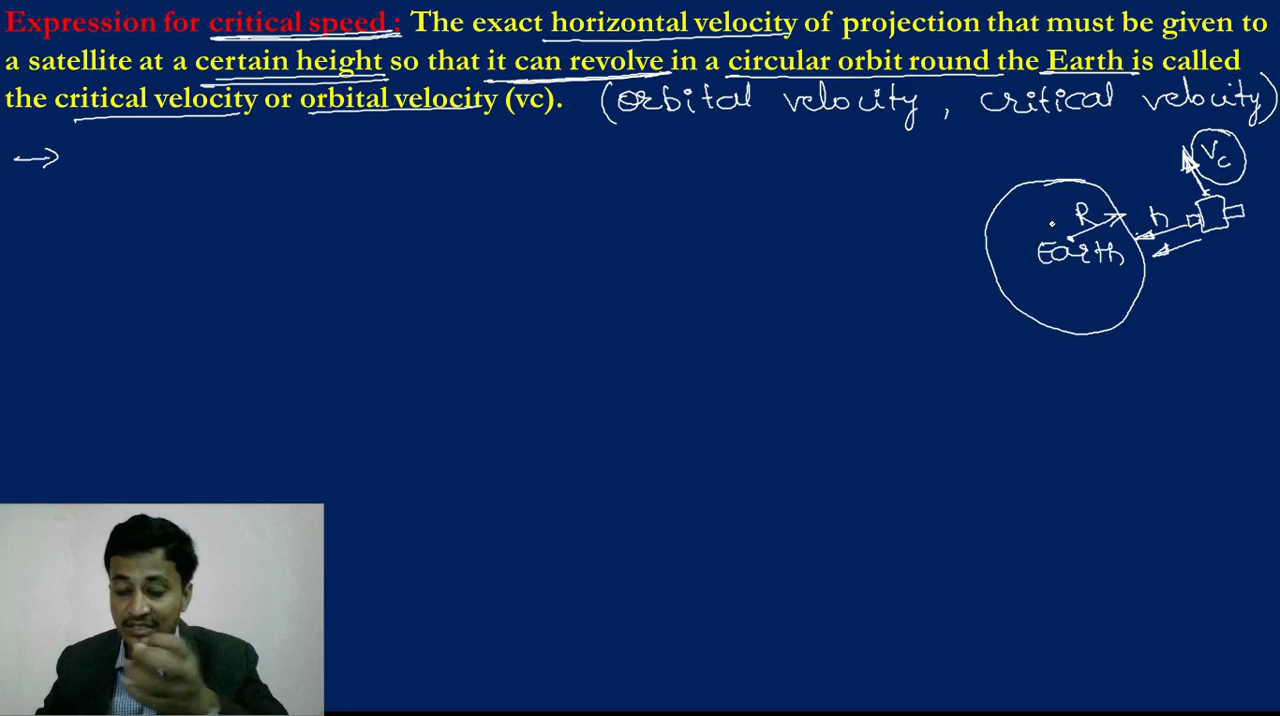 Expression for critical speed : The exact horizontal velocity of projection that must be given to
a satellite at a certain height so that it can revolve in a circular orbit round the Earth is called
the critical velocity or orbital velocity (vc). (orbital velocity , critical velocity)
Vc
R
h
Earth